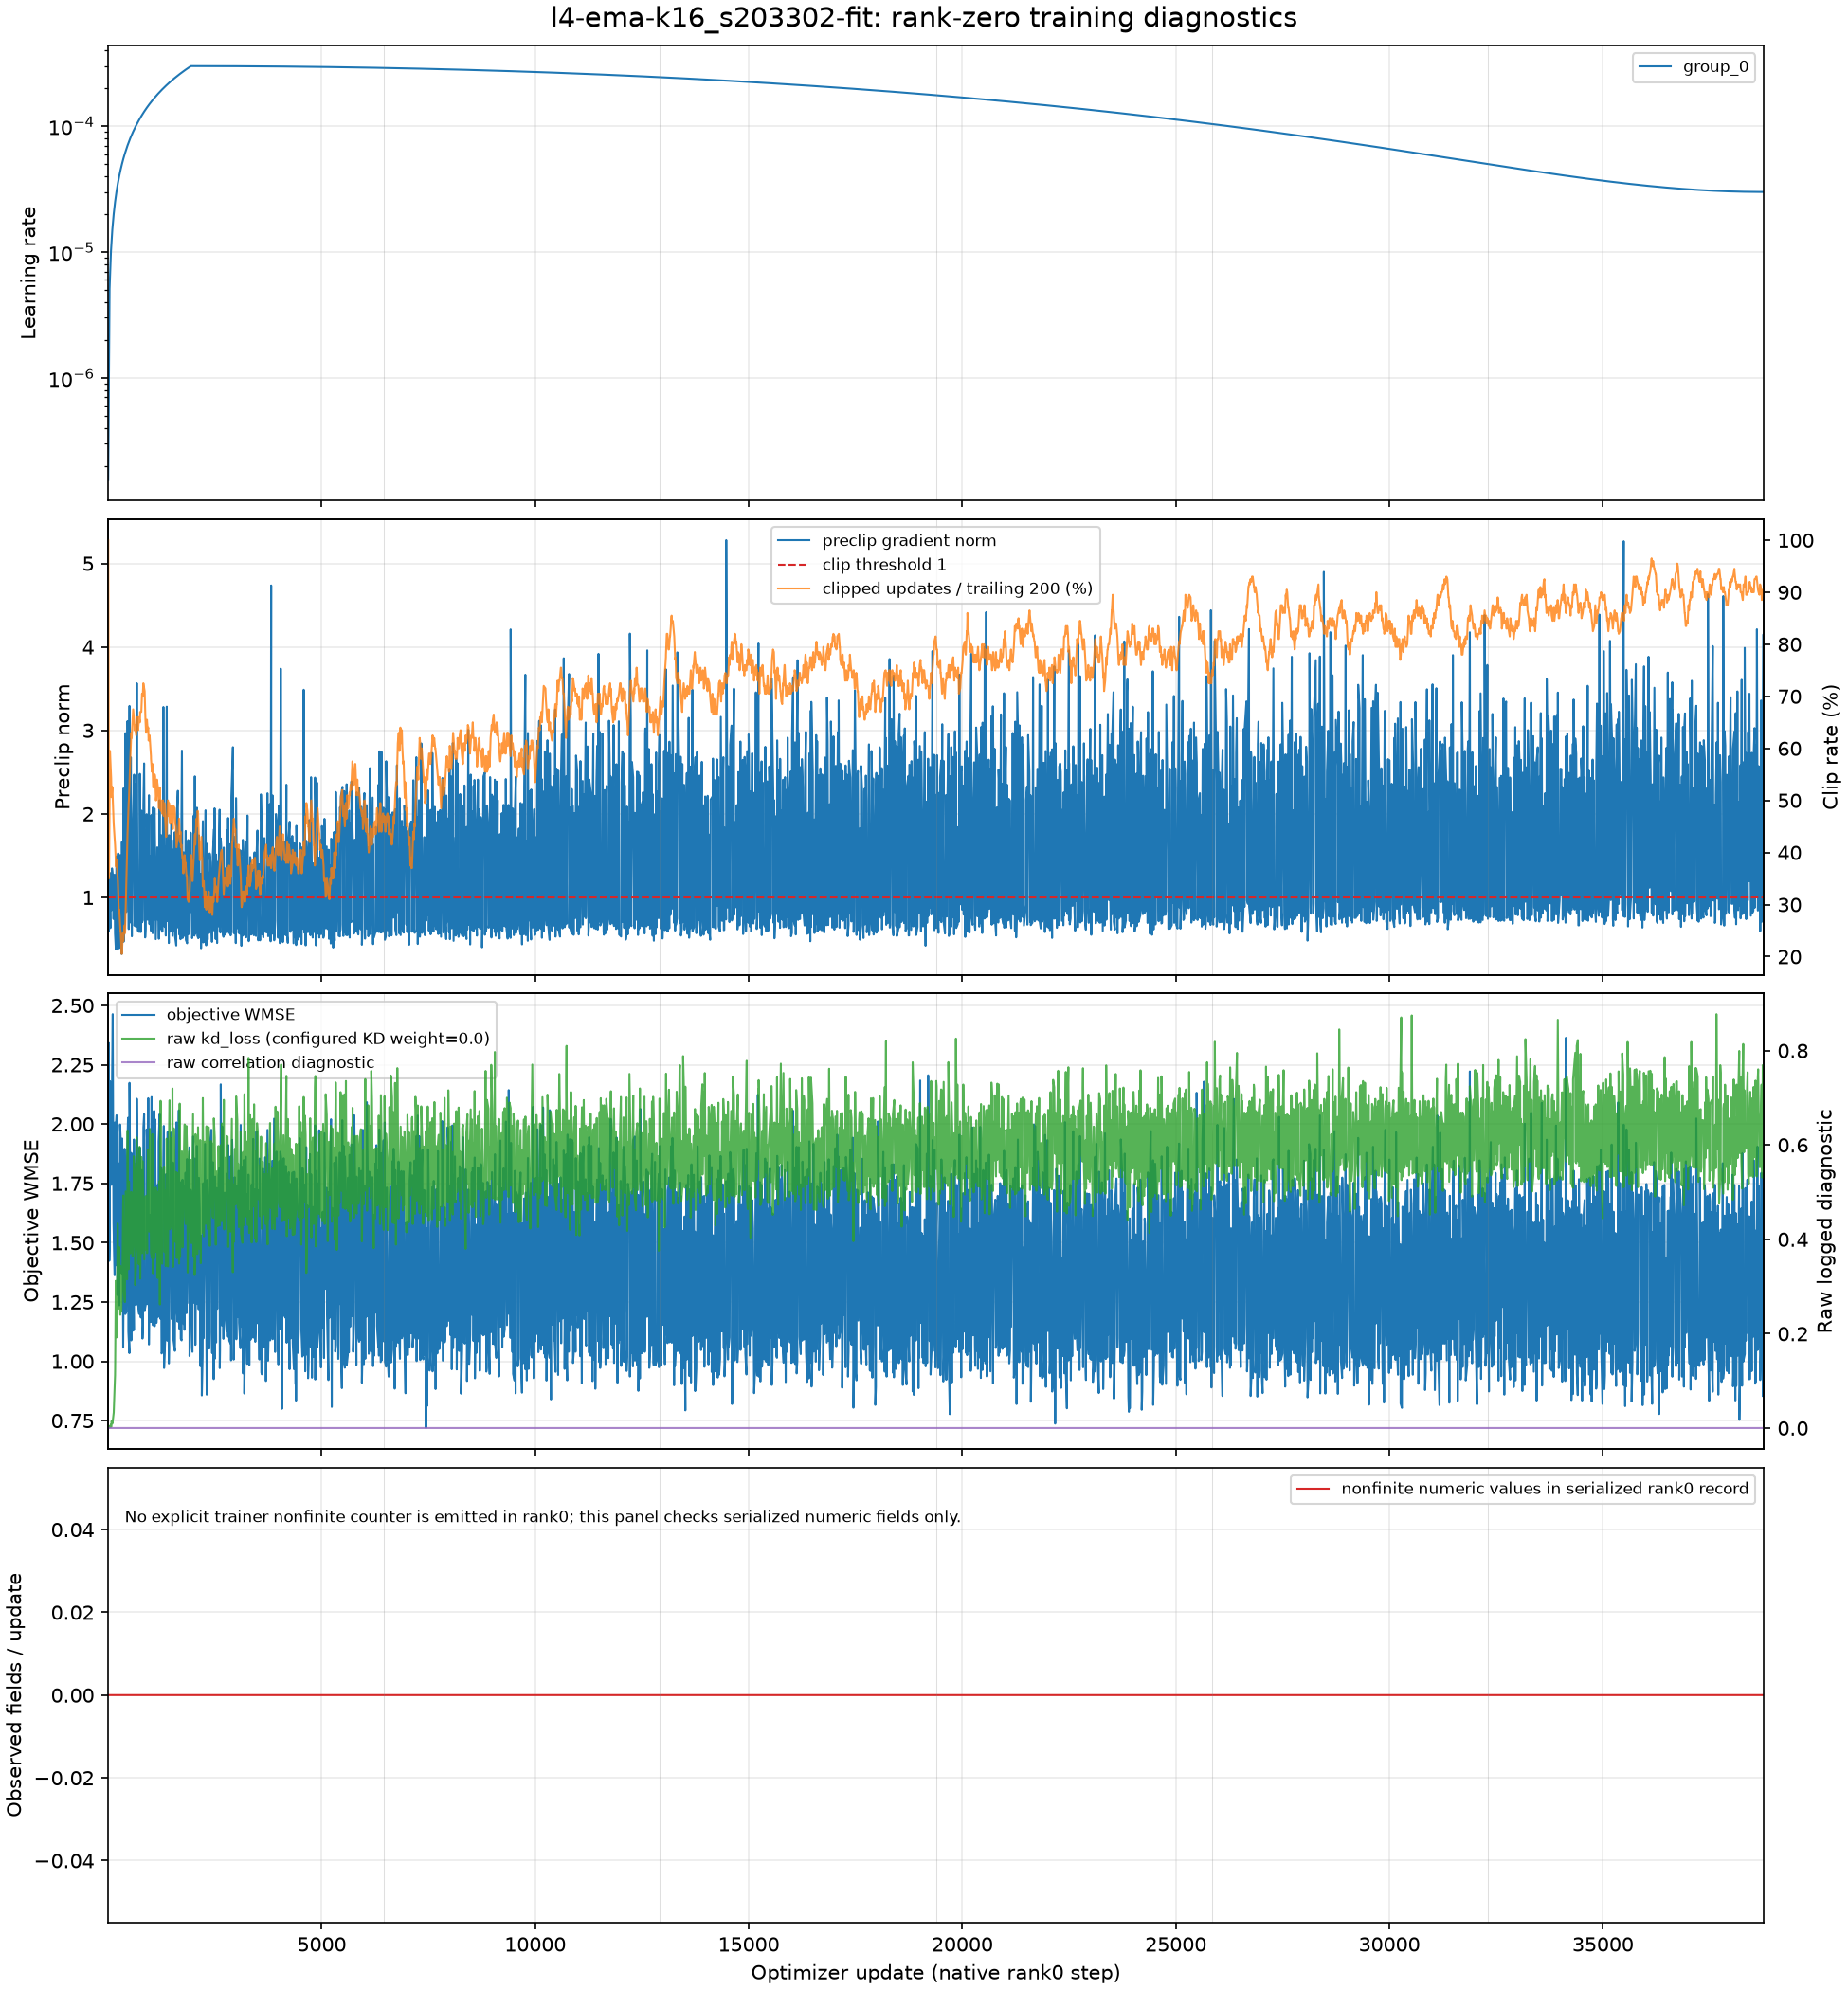 l4-ema-k16_s203302-fit: rank-zero training diagnostics
group_0
Learning rate
10⁻⁴
10⁻⁵
10⁻⁶
preclip gradient norm
clip threshold 1
clipped updates / trailing 200 (%)
Preclip norm
5
4
3
2
1
100
90
80
70
60
50
40
30
20
Clip rate (%)
objective WMSE
raw kd_loss (configured KD weight=0.0)
raw correlation diagnostic
Objective WMSE
2.50
2.25
2.00
1.75
1.50
1.25
1.00
0.75
0.8
0.6
0.4
0.2
0.0
Raw logged diagnostic
nonfinite numeric values in serialized rank0 record
No explicit trainer nonfinite counter is emitted in rank0; this panel checks serialized numeric fields only.
Observed fields / update
0.04
0.02
0.00
−0.02
−0.04
5000 10000 15000 20000 25000 30000 35000
Optimizer update (native rank0 step)